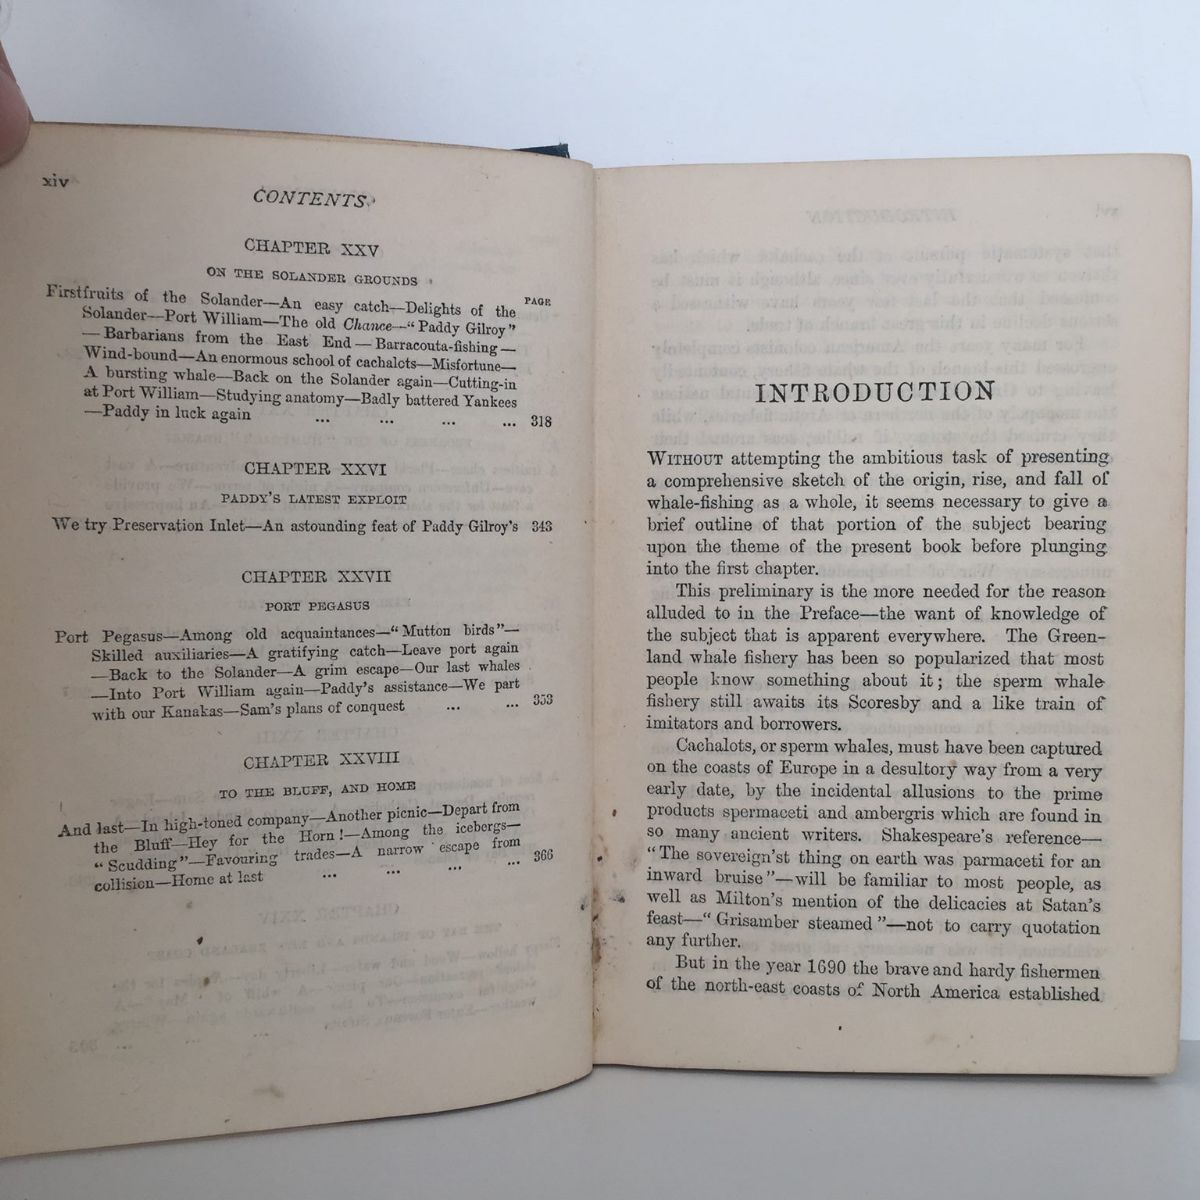 xiv
CONTENTS
CHAPTER XXV
ON THE SOLANDER GROUNDS
PAGE
Firstfruits of the Solander—An easy catch—Delights of the
Solander—Port William—The old Chance—“Paddy Gilroy”
—Barbarians from the East End—Barracouta-fishing—
Wind-bound—An enormous school of cachalots—Misfortune—
A bursting whale—Back on the Solander again—Cutting-in
at Port William—Studying anatomy—Badly battered Yankees
—Paddy in luck again ... ... ... ... 318
CHAPTER XXVI
PADDY’S LATEST EXPLOIT
We try Preservation Inlet—An astounding feat of Paddy Gilroy’s 343
CHAPTER XXVII
PORT PEGASUS
Port Pegasus—Among old acquaintances—“Mutton birds”—
Skilled auxiliaries—A gratifying catch—Leave port again
—Back to the Solander—A grim escape—Our last whales
—Into Port William again—Paddy’s assistance—We part
with our Kanakas—Sam’s plans of conquest ... ... 353
CHAPTER XXVIII
TO THE BLUFF, AND HOME
And last—In high-toned company—Another picnic—Depart from
the Bluff—Hey for the Horn!—Among the icebergs—
“Scudding”—Favouring trades—A narrow escape from
collision—Home at last ... ... ... ... 366
INTRODUCTION
WITHOUT attempting the ambitious task of presenting
a comprehensive sketch of the origin, rise, and fall of
whale-fishing as a whole, it seems necessary to give a
brief outline of that portion of the subject bearing
upon the theme of the present book before plunging
into the first chapter.
This preliminary is the more needed for the reason
alluded to in the Preface—the want of knowledge of
the subject that is apparent everywhere. The Green-
land whale fishery has been so popularized that most
people know something about it; the sperm whale
fishery still awaits its Scoresby and a like train of
imitators and borrowers.
Cachalots, or sperm whales, must have been captured
on the coasts of Europe in a desultory way from a very
early date, by the incidental allusions to the prime
products spermaceti and ambergris which are found in
so many ancient writers. Shakespeare’s reference—
“The sovereign’st thing on earth was parmaceti for an
inward bruise”—will be familiar to most people, as
well as Milton’s mention of the delicacies at Satan’s
feast—“Grisamber steamed”—not to carry quotation
any further.
But in the year 1690 the brave and hardy fishermen
of the north-east coasts of North America established